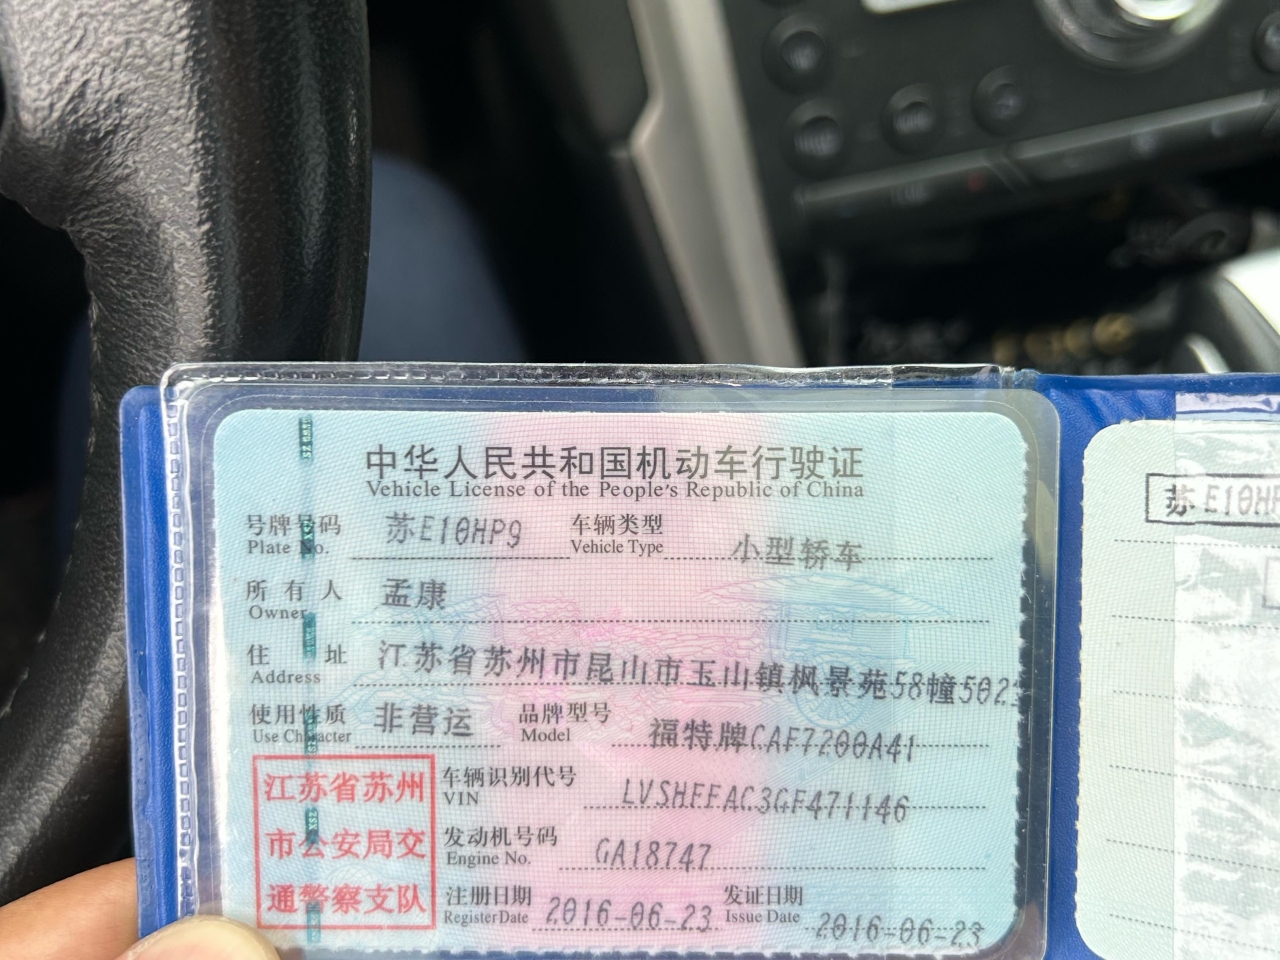 中华人民共和国机动车行驶证
Vehicle License of the People's Republic of China
号牌号码 苏E10HP9 车辆类型 小型轿车
Plate No. Vehicle Type
所有人 孟康
Owner
住址 江苏省苏州市昆山市玉山镇枫景苑58幢502
Address
使用性质 非营运 品牌型号 福特牌CAF7200A41
Use Character Model
江苏省苏州
市公安局交
通警察支队
车辆识别代号 LVSHFFAC3GF471146
VIN
发动机号码 GA18747
Engine No.
注册日期 2016-06-23 发证日期 2016-06-23
Register Date Issue Date
苏E10H